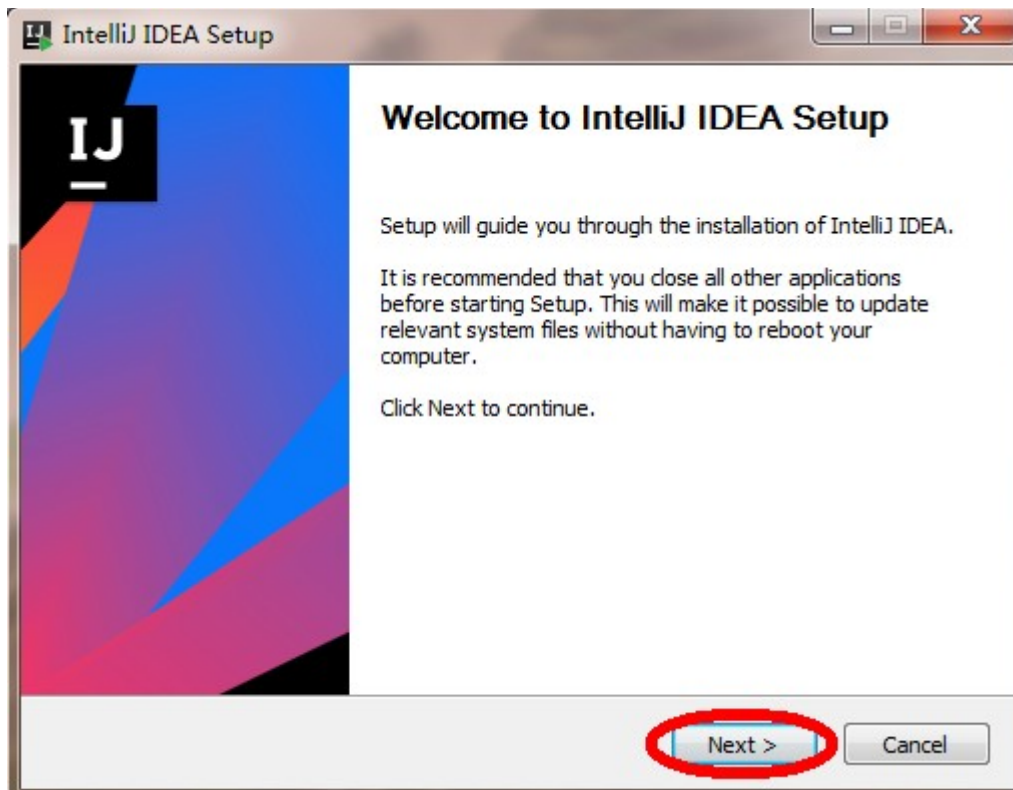 IntelliJ IDEA Setup
IJ
Welcome to IntelliJ IDEA Setup
Setup will guide you through the installation of IntelliJ IDEA.
It is recommended that you close all other applications
before starting Setup. This will make it possible to update
relevant system files without having to reboot your
computer.
Click Next to continue.
Next >
Cancel